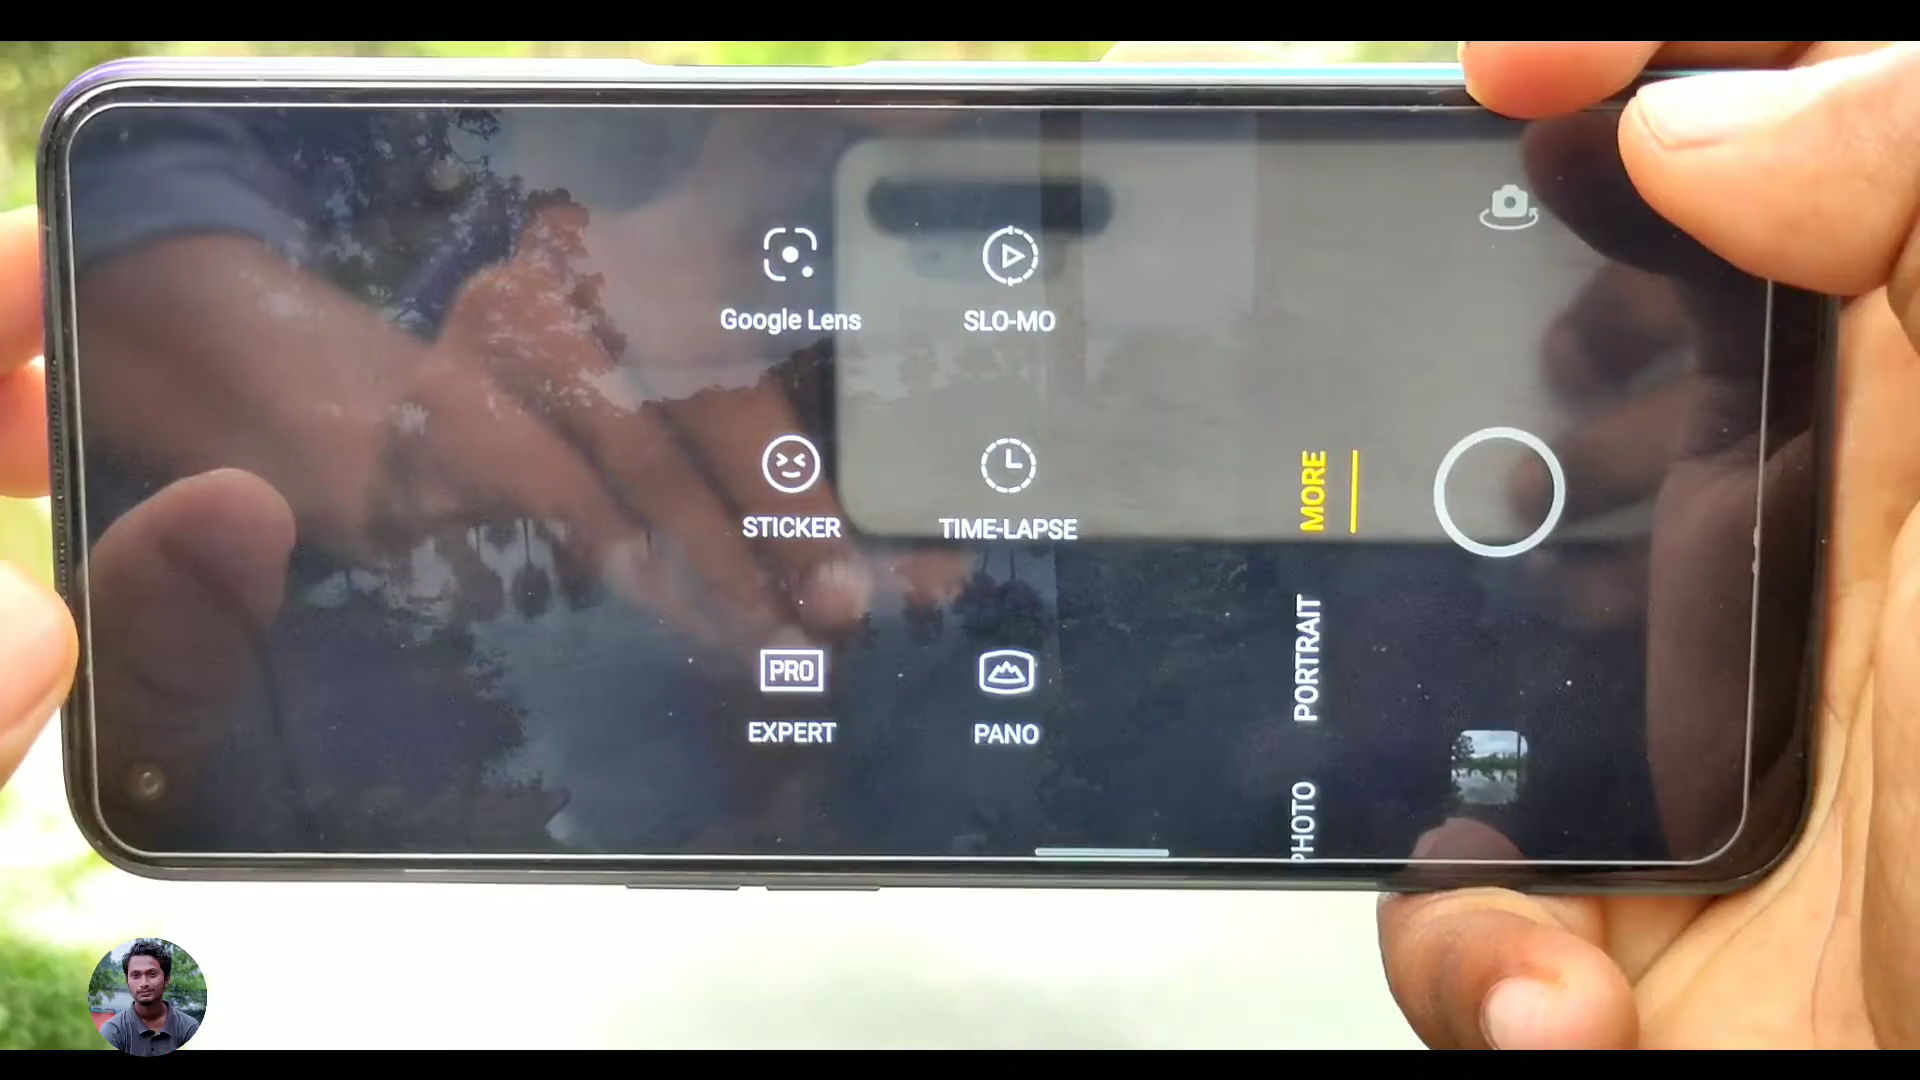 Google Lens
SLO-MO
STICKER
TIME-LAPSE
PRO
EXPERT
PANO
MORE
PORTRAIT
PHOTO